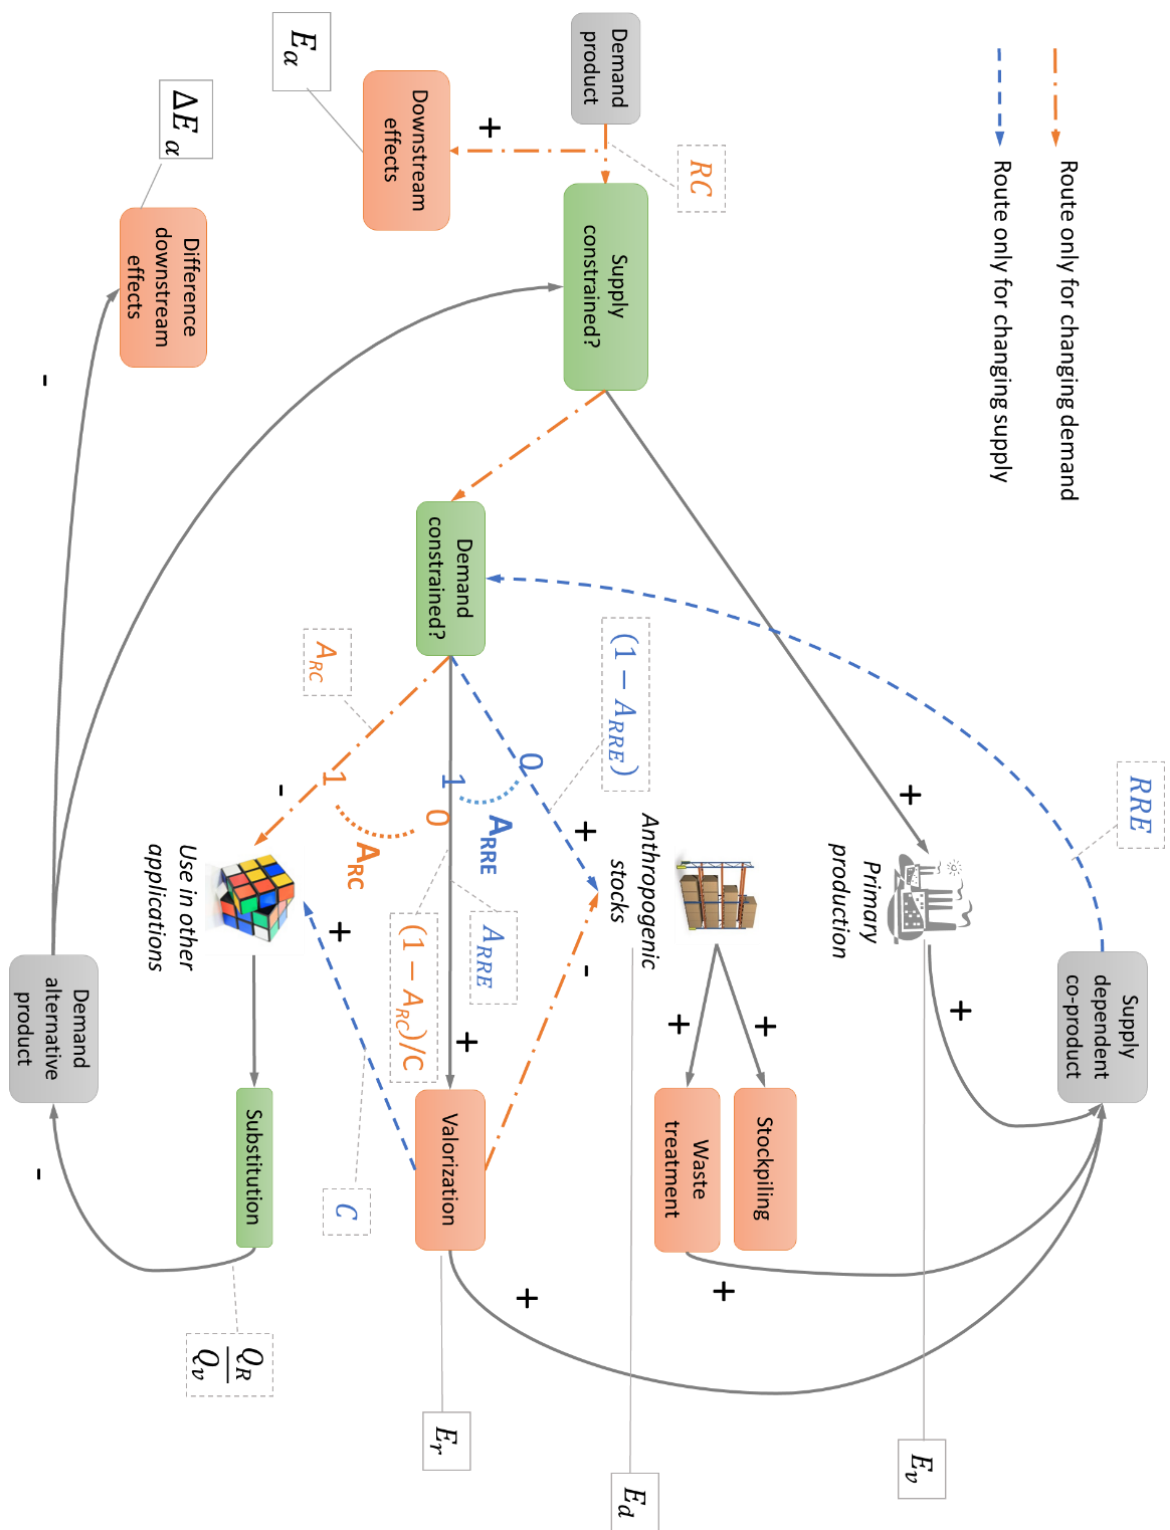 Route only for changing demand
Route only for changing supply
RRE
Supply
dependent
co-product
Demand
product
RC
Supply
constrained?
+
Primary
production
+
E_v
Downstream
effects
+
E_α
Demand
constrained?
(1 − A_RRE)
+
Anthropogenic
stocks
-
+
+
Stockpiling
Waste
treatment
+
E_d
0
1
A_RRE
0
1
A_RC
A_RRE
(1 − A_RC)/C
+
Valorization
+
E_r
A_RC
-
Use in other
applications
+
C
Substitution
Q_R
Q_v
-
Demand
alternative
product
-
Difference
downstream
effects
ΔE_α